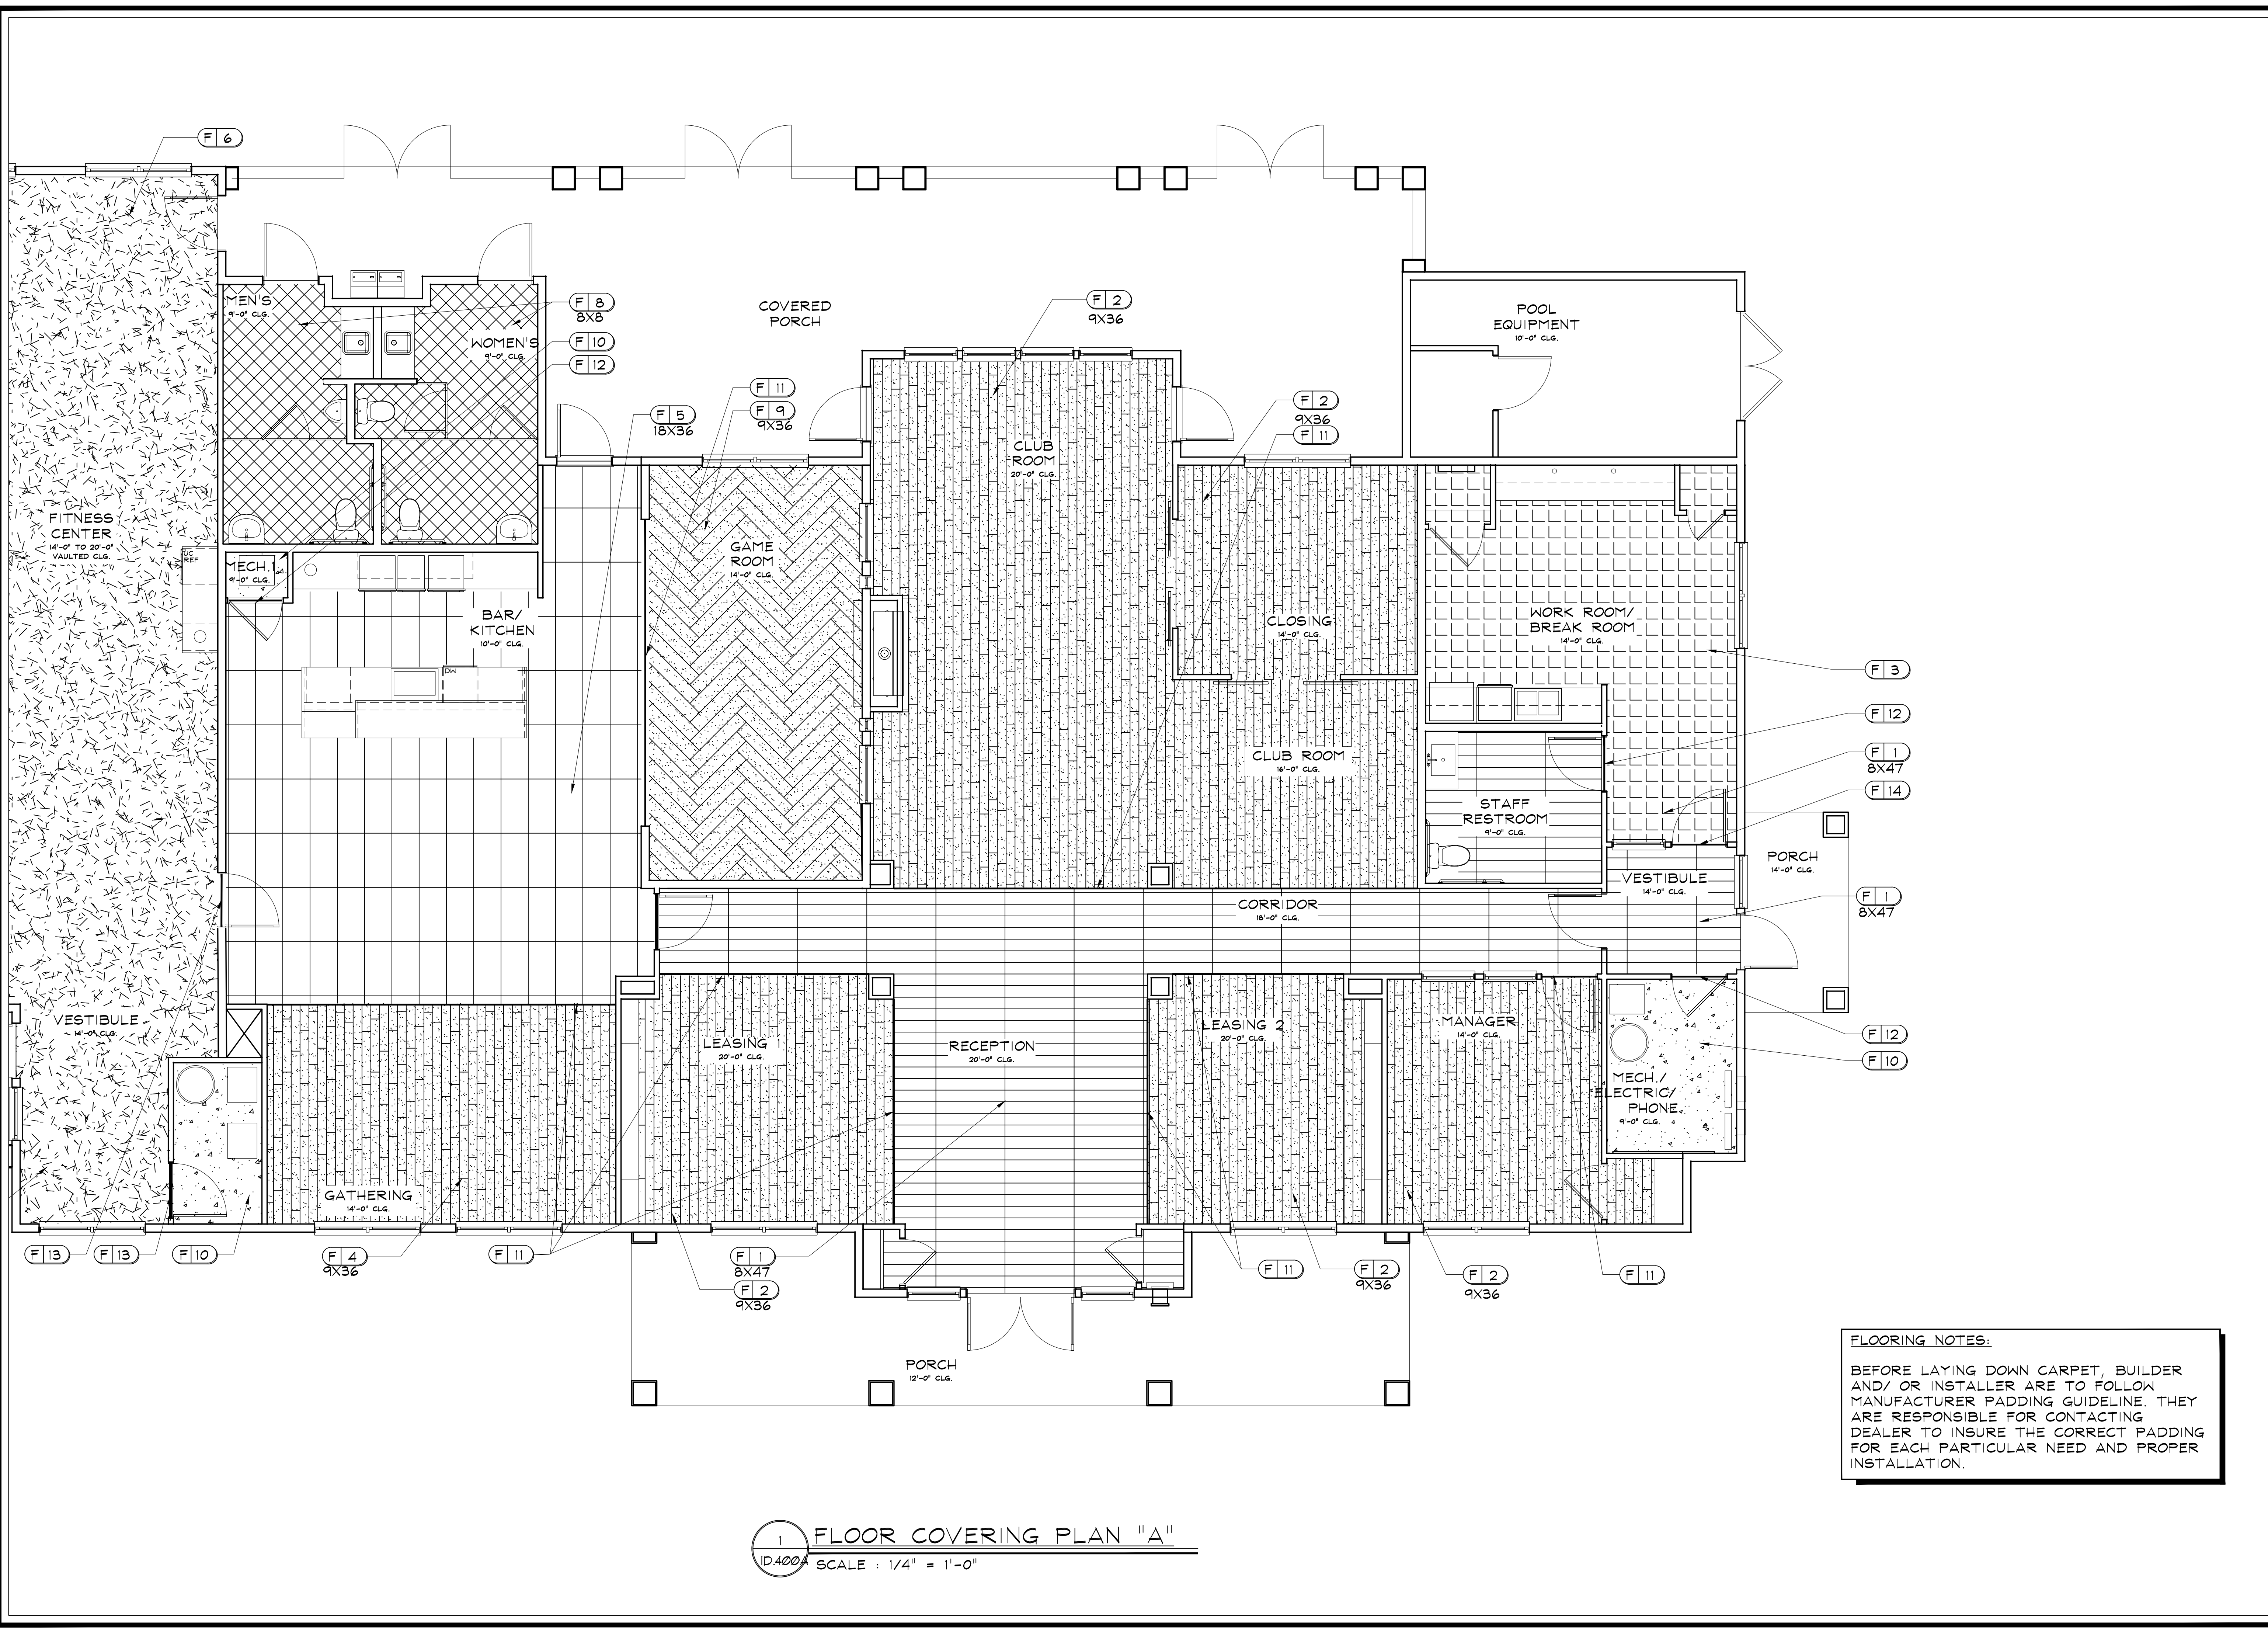 F 6
MEN'S
9'-0" CLG.
WOMEN'S
9'-0" CLG.
F 8
8X8
F 10
F 12
COVERED
PORCH
F 2
9X36
POOL
EQUIPMENT
10'-0" CLG.
F 5
18X36
F 11
F 9
9X36
F 2
9X36
F 11
CLUB
ROOM
20'-0" CLG.
FITNESS
CENTER
14'-0" TO 20'-0"
VAULTED CLG.
UC
REF
MECH.1
9'-0" CLG.
GAME
ROOM
14'-0" CLG.
BAR/
KITCHEN
10'-0" CLG.
CLOSING
14'-0" CLG.
WORK ROOM/
BREAK ROOM
14'-0" CLG.
F 3
F 12
F 1
8X47
F 14
CLUB ROOM
16'-0" CLG.
STAFF
RESTROOM
9'-0" CLG.
PORCH
14'-0" CLG.
VESTIBULE
14'-0" CLG.
CORRIDOR
18'-0" CLG.
F 1
8X47
VESTIBULE
14'-0" CLG.
LEASING 1
20'-0" CLG.
RECEPTION
20'-0" CLG.
LEASING 2
20'-0" CLG.
MANAGER
14'-0" CLG.
F 12
F 10
MECH./
ELECTRIC/
PHONE
9'-0" CLG.
GATHERING
14'-0" CLG.
F 13
F 13
F 10
F 4
9X36
F 11
F 1
8X47
F 2
9X36
F 11
F 2
9X36
F 2
9X36
F 11
PORCH
12'-0" CLG.
FLOORING NOTES:
BEFORE LAYING DOWN CARPET, BUILDER
AND/ OR INSTALLER ARE TO FOLLOW
MANUFACTURER PADDING GUIDELINE. THEY
ARE RESPONSIBLE FOR CONTACTING
DEALER TO INSURE THE CORRECT PADDING
FOR EACH PARTICULAR NEED AND PROPER
INSTALLATION.
1
ID.400A
FLOOR COVERING PLAN "A"
SCALE : 1/4" = 1'-0"